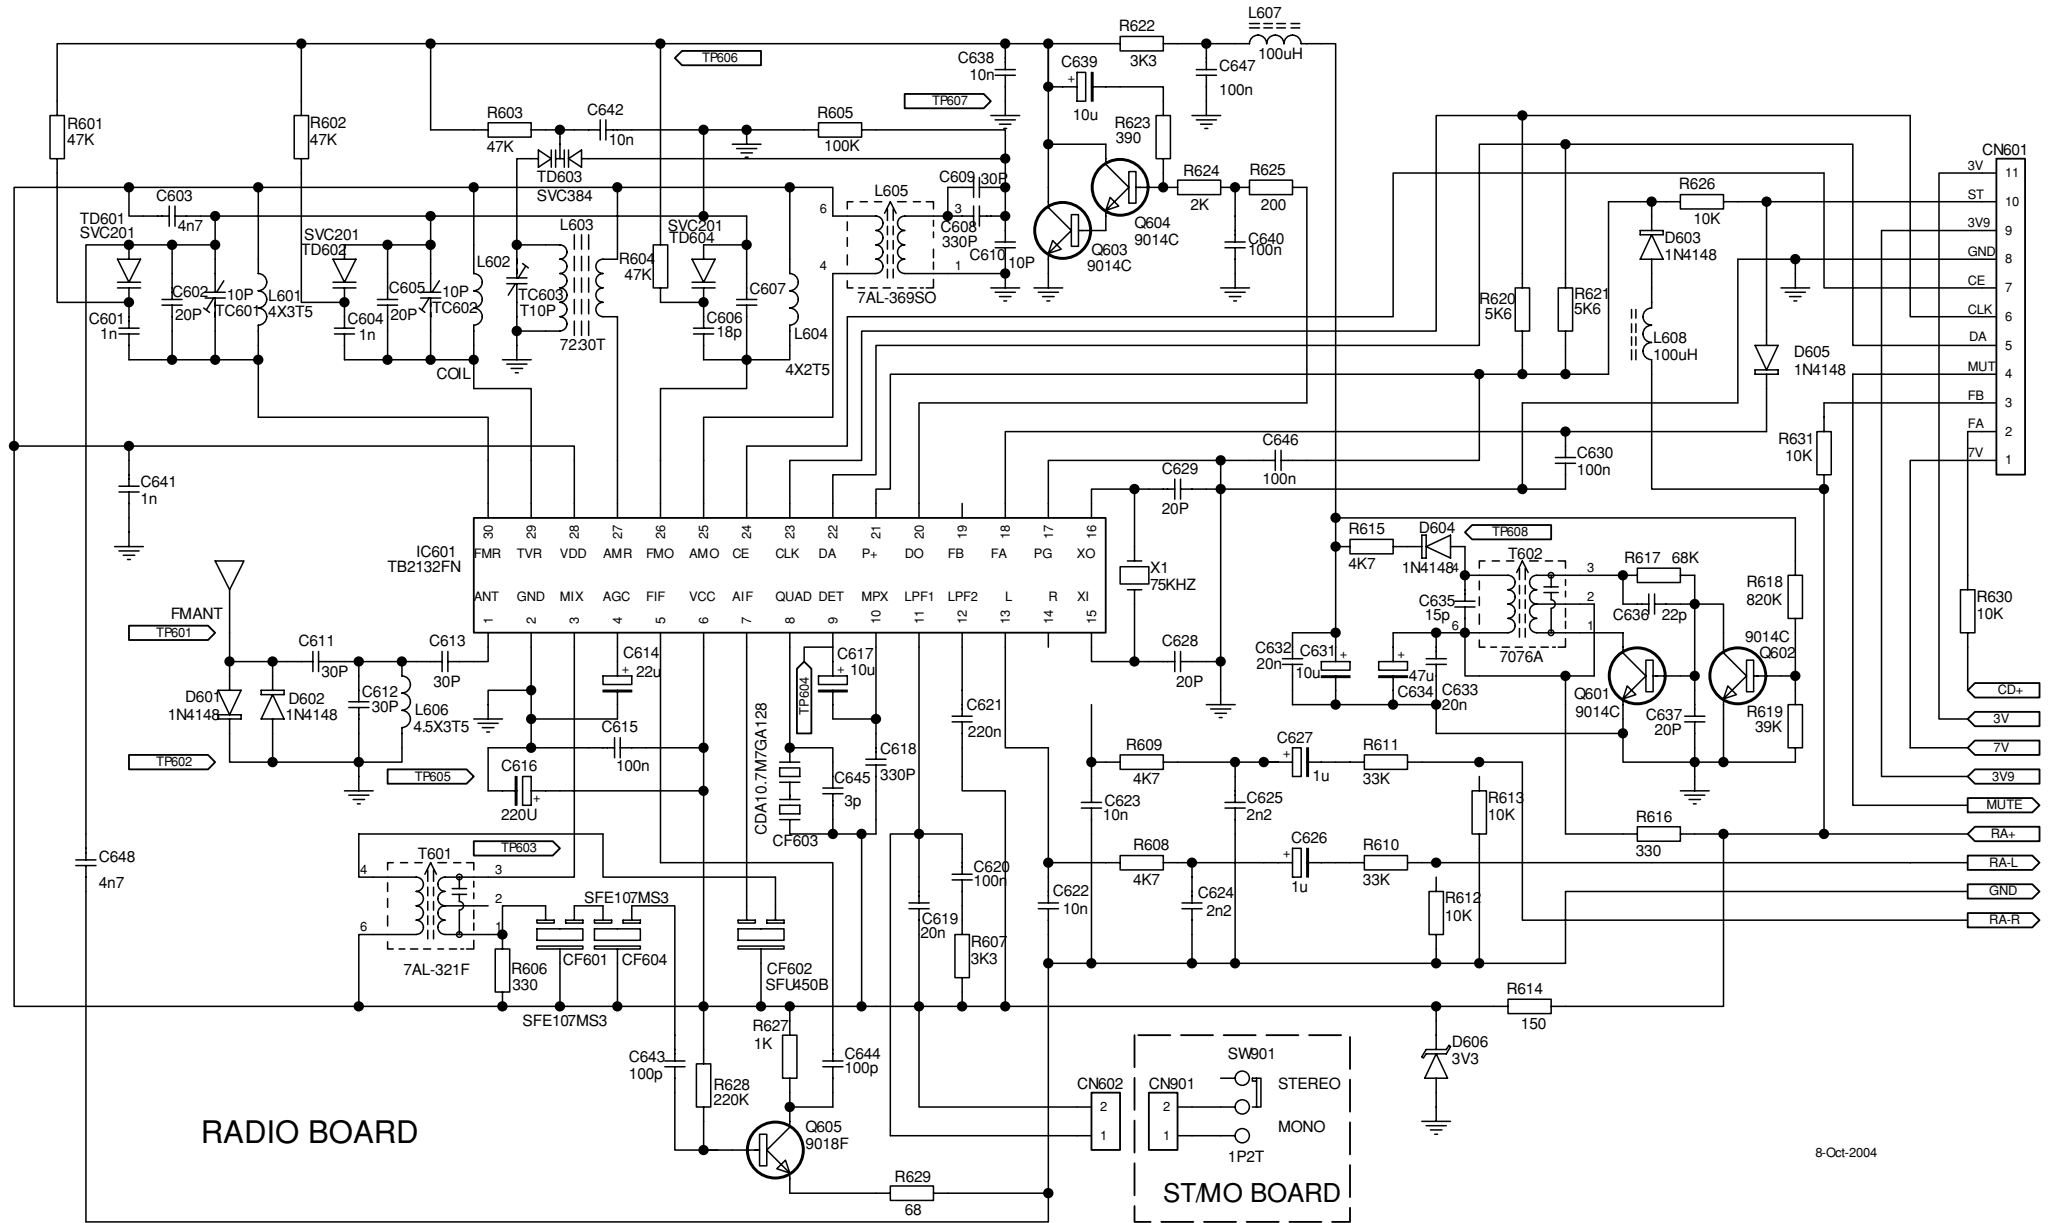 L607
100uH
R622
3K3
TP606
C638
10n
C639
10u
C647
100n
TP607
R601
47K
R602
47K
R603
47K
C642
10n
R605
100K
R623
390
TD603
SVC384
CN601
3V 11
ST 10
3V9 9
GND 8
CE 7
CLK 6
DA 5
MUT 4
FB 3
FA 2
7V 1
C603
4n7
TD601
SVC201
SVC201
TD602
L602
L603
SVC201
TD604
R604
47K
L605
6
4
3
1
C609
30P
C608
330P
C610
10P
R624
2K
R625
200
Q604
9014C
Q603
9014C
C640
100n
R626
10K
D603
1N4148
C602
20P
10P
TC601
L601
4X3T5
C605
20P
10P
TC602
TC603
T10P
C607
7AL-369SO
C601
1n
C604
1n
7230T
C606
18p
L604
4X2T5
COIL
R620
5K6
R621
5K6
L608
100uH
D605
1N4148
C641
1n
C646
100n
C629
20P
C630
100n
R631
10K
IC601
TB2132FN
30 29 28 27 26 25 24 23 22 21 20 19 18 17 16
FMR TVR VDD AMR FMO AMO CE CLK DA P+ DO FB FA PG XO
ANT GND MIX AGC FIF VCC AIF QUAD DET MPX LPF1 LPF2 L R XI
1 2 3 4 5 6 7 8 9 10 11 12 13 14 15
X1
75KHZ
R615
4K7
D604
1N4148
TP608
T602
4
6
3
2
1
7076A
R617
68K
C636
22p
R618
820K
C635
15p
9014C
Q602
R630
10K
FMANT
TP601
C611
30P
C613
30P
C614
22u
C617
10u
TP604
C628
20P
C632
20n
C631
10u
47u
C634
C633
20n
Q601
9014C
C637
20P
R619
39K
D601
1N4148
D602
1N4148
C612
30P
L606
4.5X3T5
CDA10.7M7GA128
C621
220n
TP602
TP605
C615
100n
C616
220U
C618
330P
C645
3p
CF603
R609
4K7
C627
1u
R611
33K
C623
10n
C625
2n2
R613
10K
R616
330
CD+
3V
7V
3V9
MUTE
RA+
RA-L
GND
RA-R
C648
4n7
T601
TP603
4
6
3
2
1
7AL-321F
SFE107MS3
R606
330
CF601
CF604
SFE107MS3
CF602
SFU450B
C620
100n
C619
20n
R607
3K3
C622
10n
R608
4K7
C626
1u
R610
33K
C624
2n2
R612
10K
R614
150
R627
1K
C643
100p
C644
100p
R628
220K
CN602
2
1
CN901
2
1
SW901
STEREO
MONO
1P2T
D606
3V3
RADIO BOARD
Q605
9018F
R629
68
ST/MO BOARD
8-Oct-2004